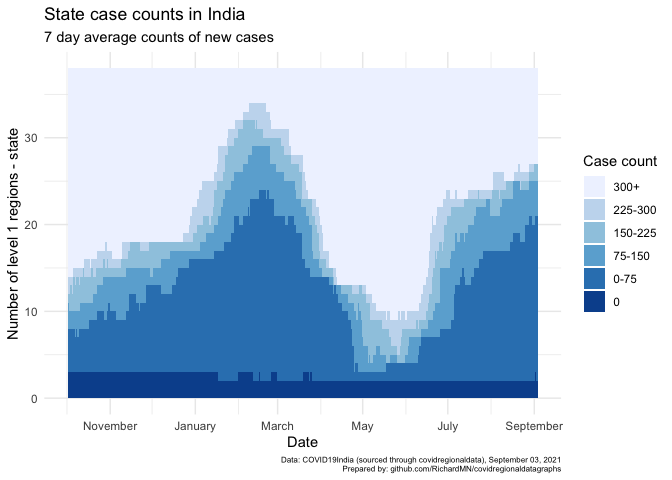 State case counts in India
7 day average counts of new cases
Number of level 1 regions - state
30
20
10
0
November January March May July September
Date
Case count
300+
225-300
150-225
75-150
0-75
0
Data: COVID19India (sourced through covidregionaldata), September 03, 2021
Prepared by: github.com/RichardMN/covidregionaldatagraphs